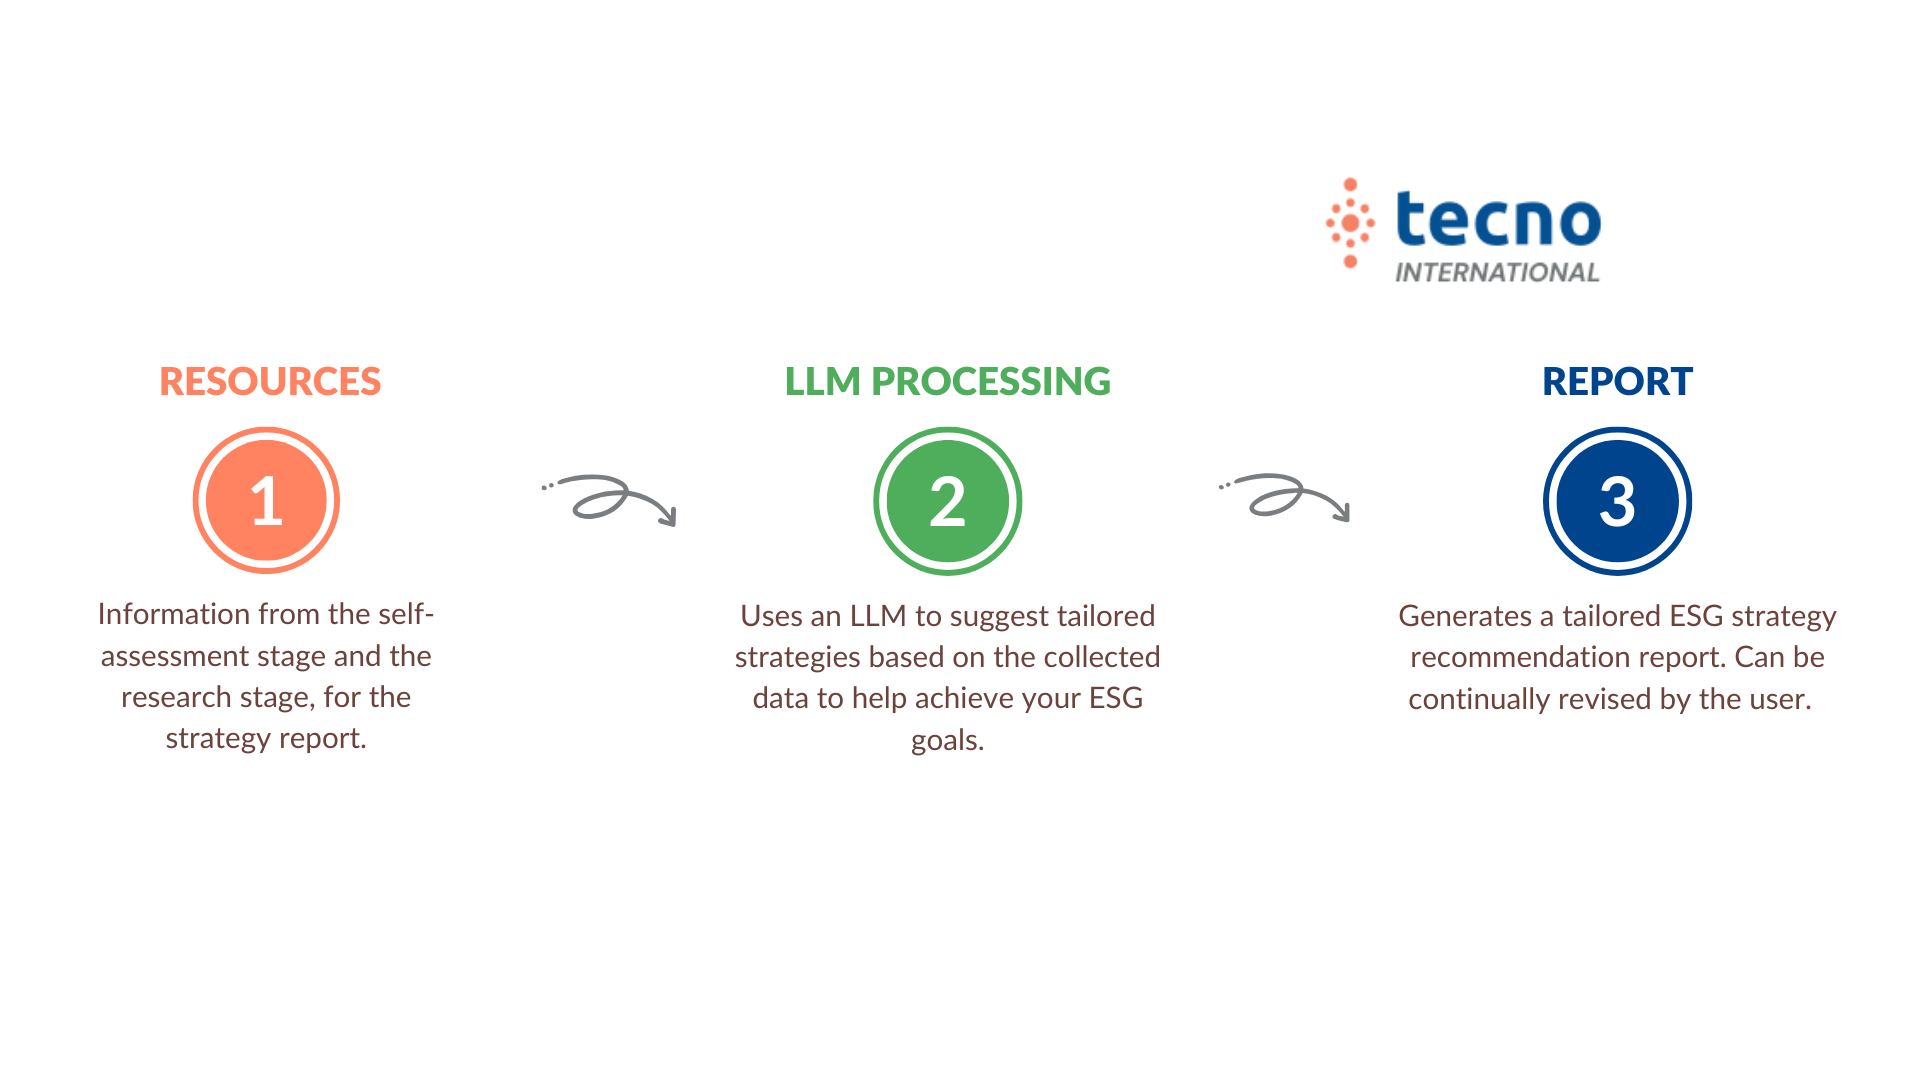 tecno
INTERNATIONAL
RESOURCES
1
Information from the self-
assessment stage and the
research stage, for the
strategy report.
LLM PROCESSING
2
Uses an LLM to suggest tailored
strategies based on the collected
data to help achieve your ESG
goals.
REPORT
3
Generates a tailored ESG strategy
recommendation report. Can be
continually revised by the user.